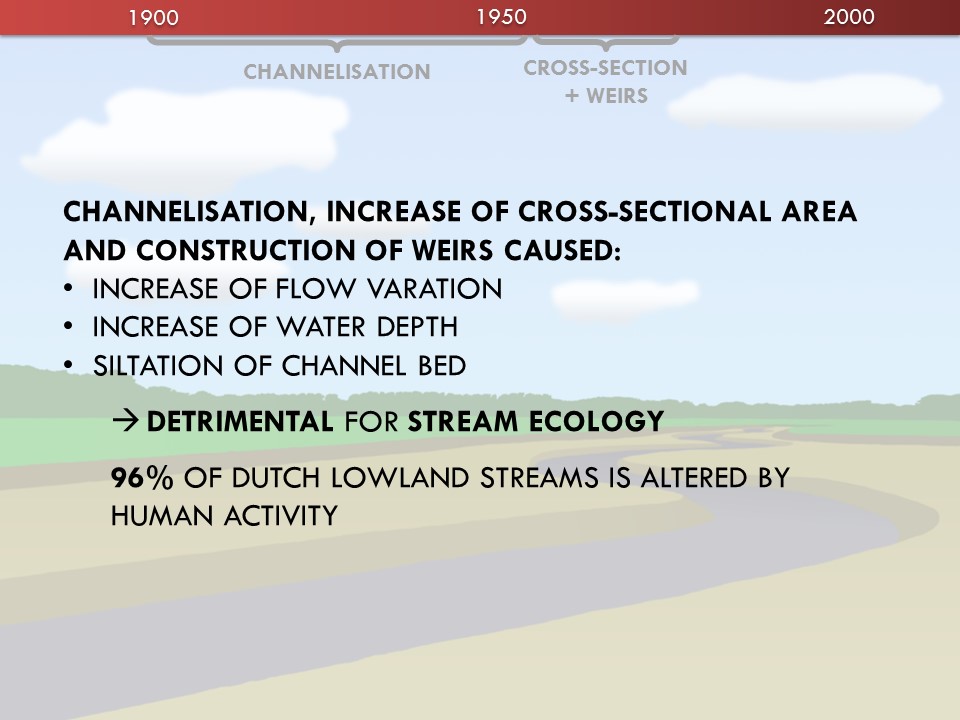 1900 1950 2000
CHANNELISATION
CROSS-SECTION
+ WEIRS
CHANNELISATION, INCREASE OF CROSS-SECTIONAL AREA
AND CONSTRUCTION OF WEIRS CAUSED:
• INCREASE OF FLOW VARATION
• INCREASE OF WATER DEPTH
• SILTATION OF CHANNEL BED
→ DETRIMENTAL FOR STREAM ECOLOGY
96% OF DUTCH LOWLAND STREAMS IS ALTERED BY
HUMAN ACTIVITY